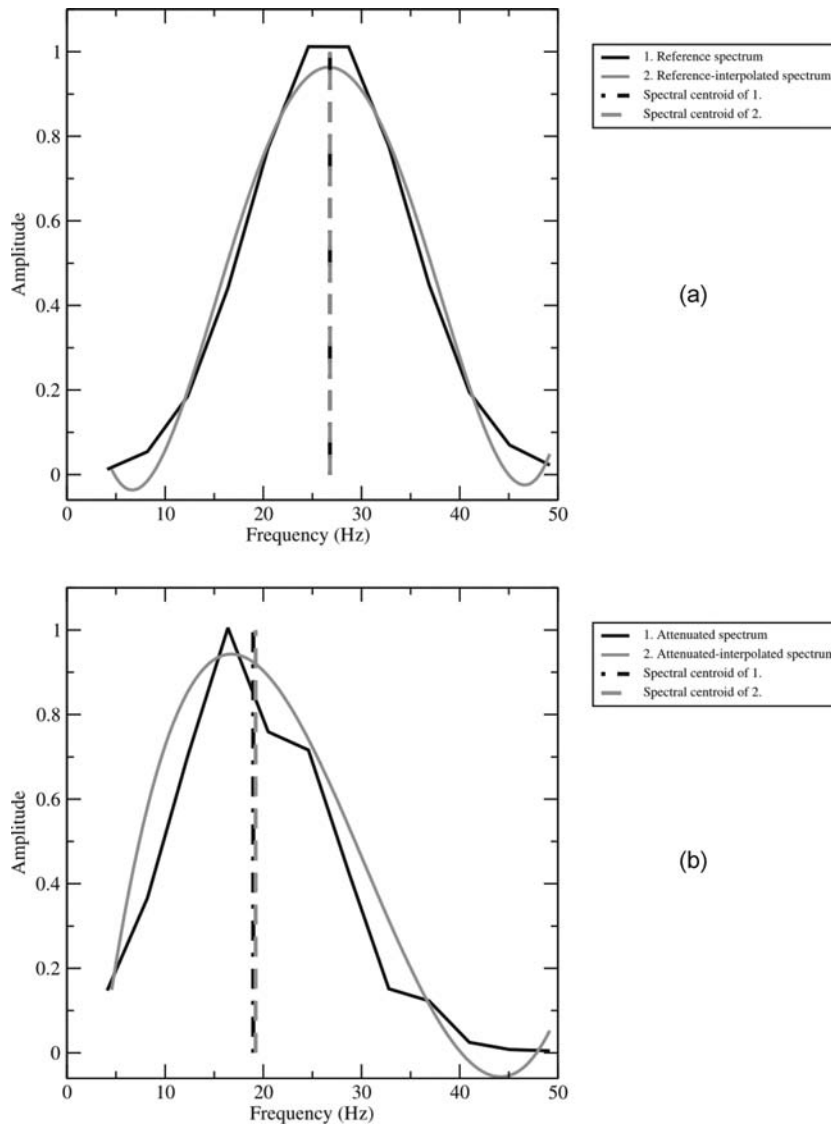 1
0.8
0.6
0.4
0.2
0
Amplitude
0 10 20 30 40 50
Frequency (Hz)
1. Reference spectrum
2. Reference-interpolated spectrum
Spectral centroid of 1.
Spectral centroid of 2.
(a)
1
0.8
0.6
0.4
0.2
0
Amplitude
0 10 20 30 40 50
Frequency (Hz)
1. Attenuated spectrum
2. Attenuated-interpolated spectrum
Spectral centroid of 1.
Spectral centroid of 2.
(b)